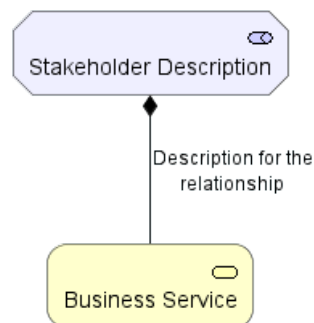 Stakeholder Description
Description for the
relationship
Business Service